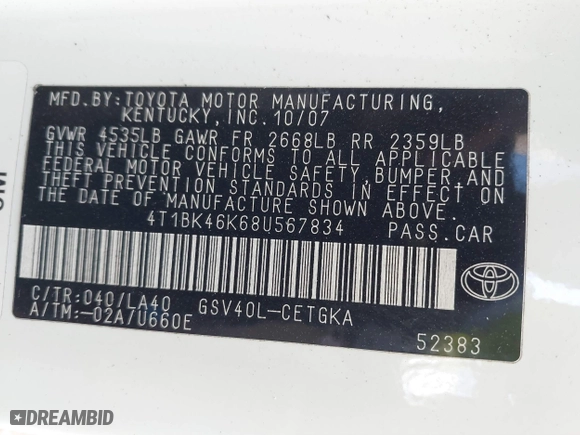 MFD.BY:TOYOTA MOTOR MANUFACTURING,
KENTUCKY, INC.10/07
GVWR 4535LB GAWR FR 2668LB RR 2359LB
THIS VEHICLE CONFORMS TO ALL APPLICABLE
FEDERAL MOTOR VEHICLE SAFETY, BUMPER, AND
THEFT PREVENTION STANDARDS IN EFFECT ON
THE DATE OF MANUFACTURE SHOWN ABOVE.
4T1BK46K68U567834 PASS.CAR
C/TR:040/LA40 GSV40L-CETGKA
A/TM:-02A/U660E
52383
TOYOTA
DREAMBID